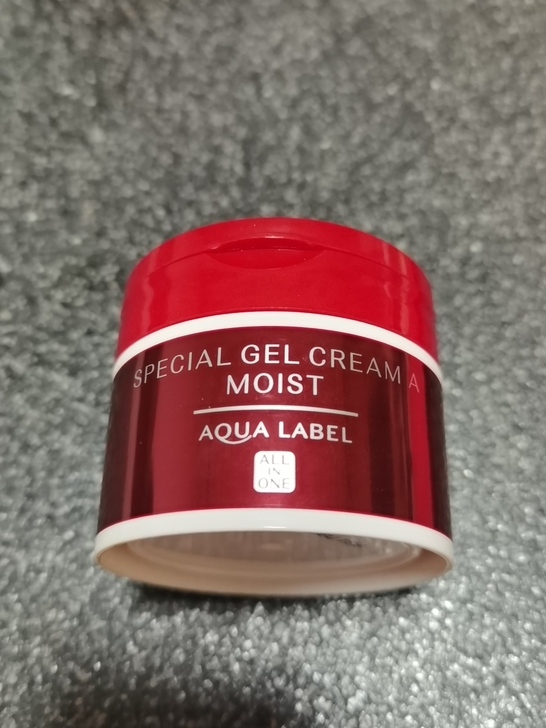 SPECIAL GEL CREAM A
MOIST
AQUA LABEL
ALL
IN
ONE